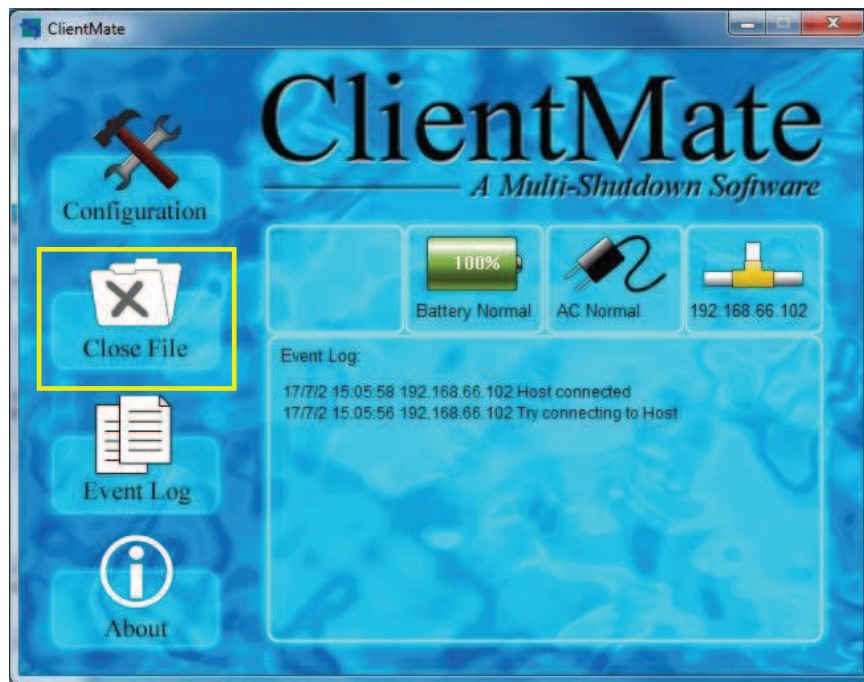 ClientMate
ClientMate
A Multi-Shutdown Software
Configuration
Close File
Event Log
About
100%
Battery Normal
AC Normal
192.168.66.102
Event Log:
17/7/2 15:05:58 192.168.66.102 Host connected
17/7/2 15:05:56 192.168.66.102 Try connecting to Host